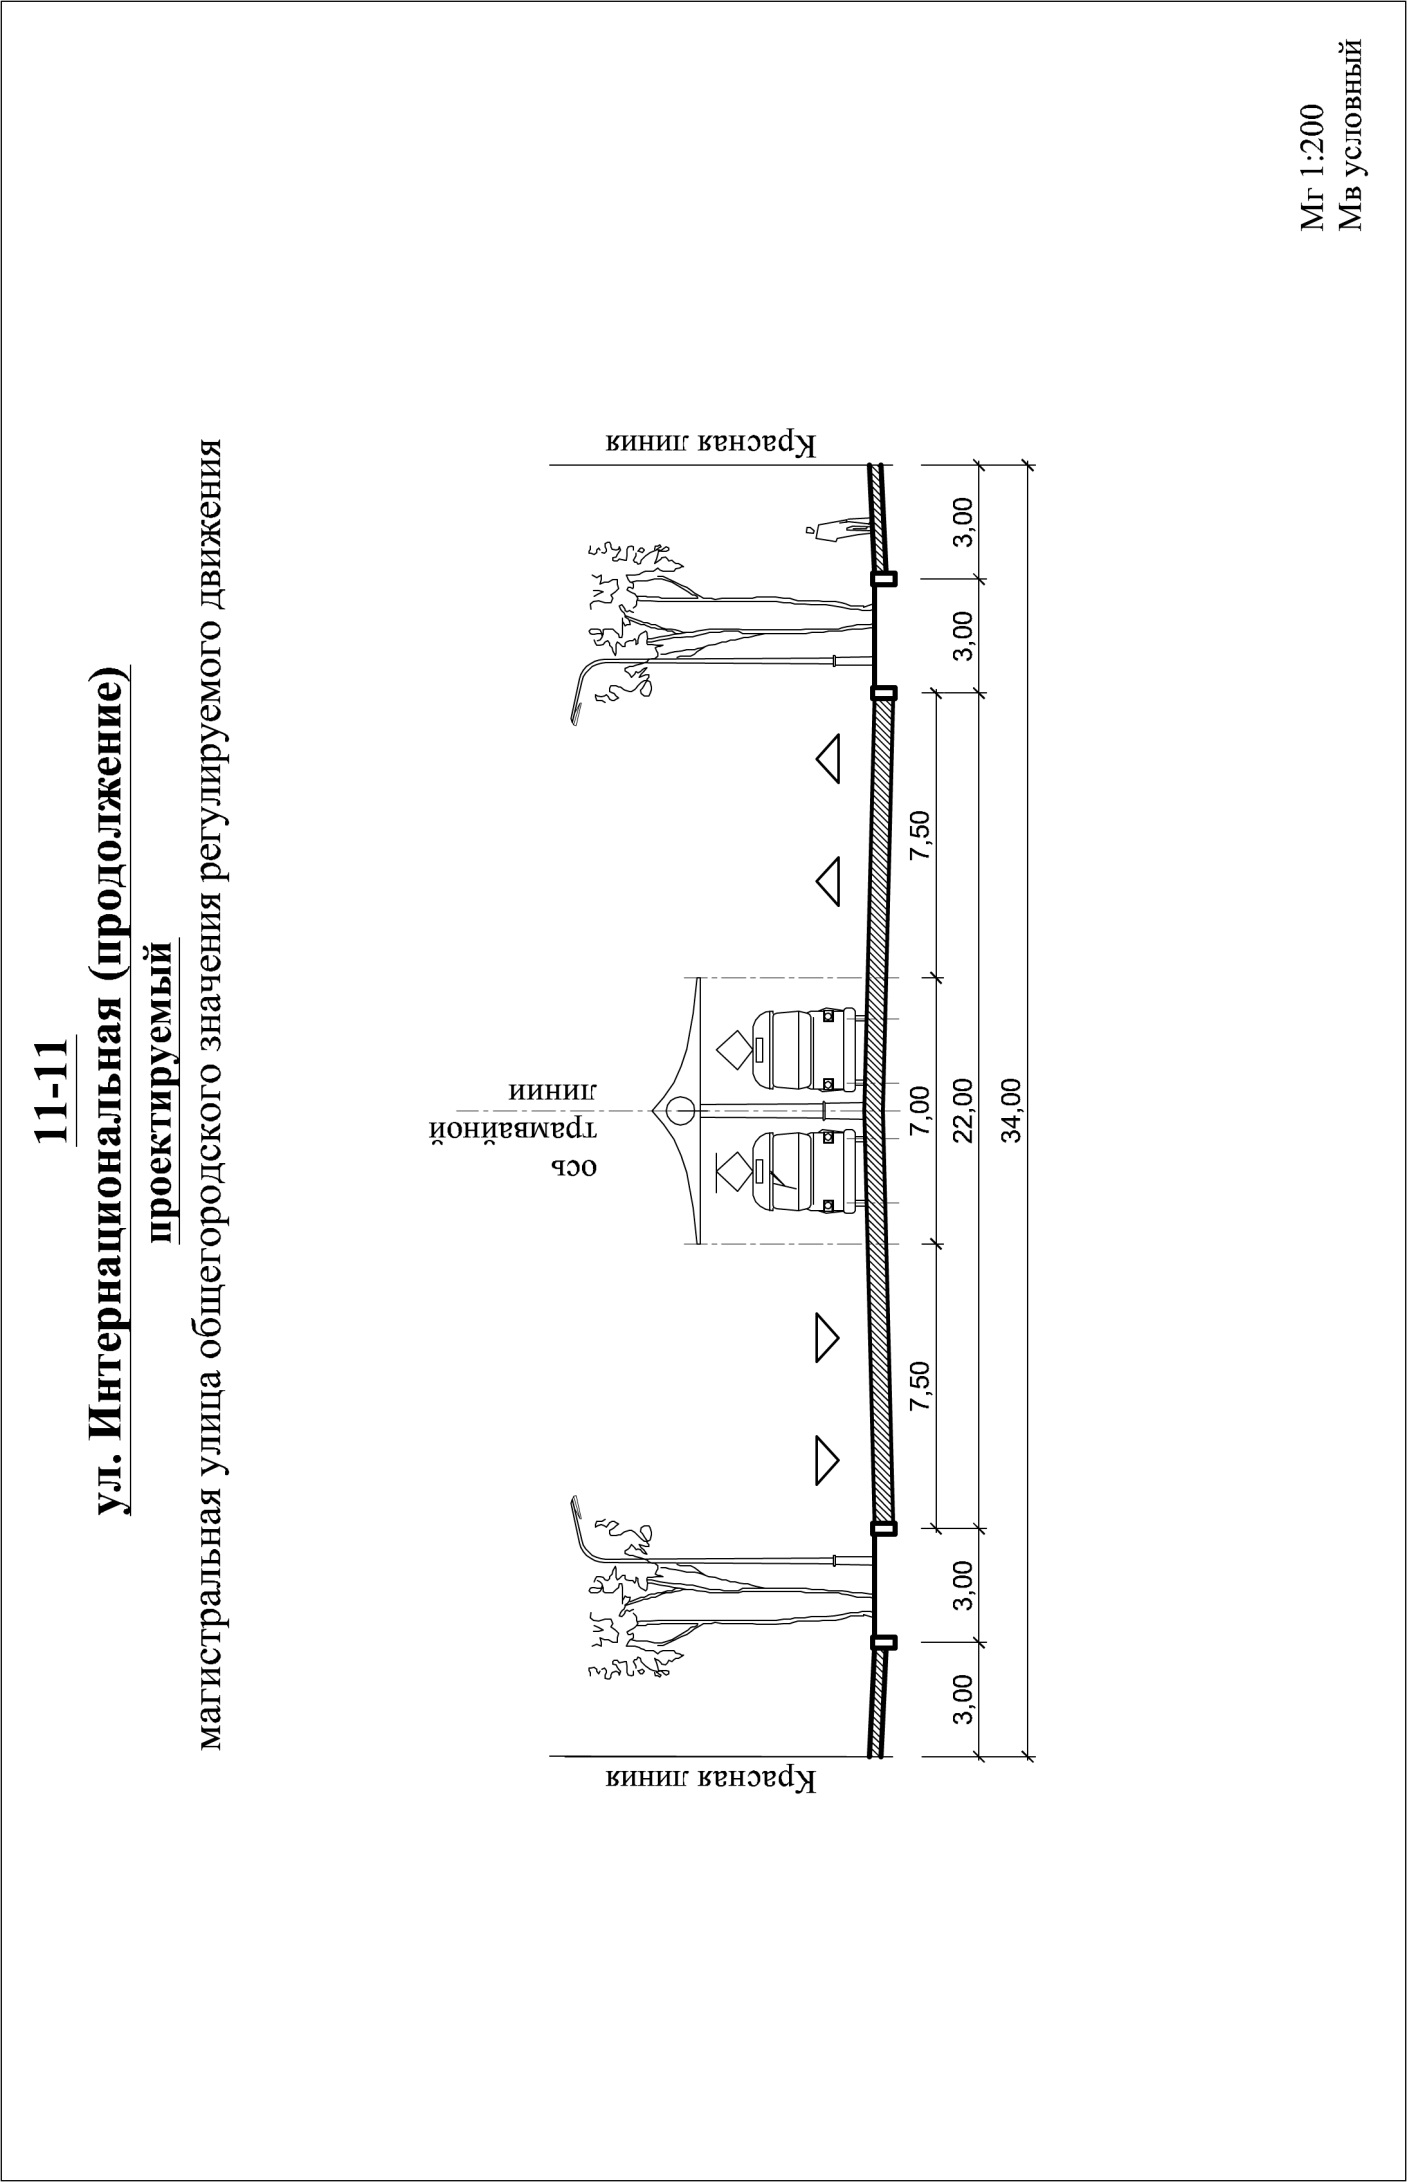 11-11
ул. Интернациональная (продолжение)
проектируемый
магистральная улица общегородского значения регулируемого движения
ось
трамвайной
линии
Красная линия
Красная линия
7,50
7,00
7,50
3,00
3,00
22,00
3,00
3,00
34,00
Мг 1:200
Мв условный